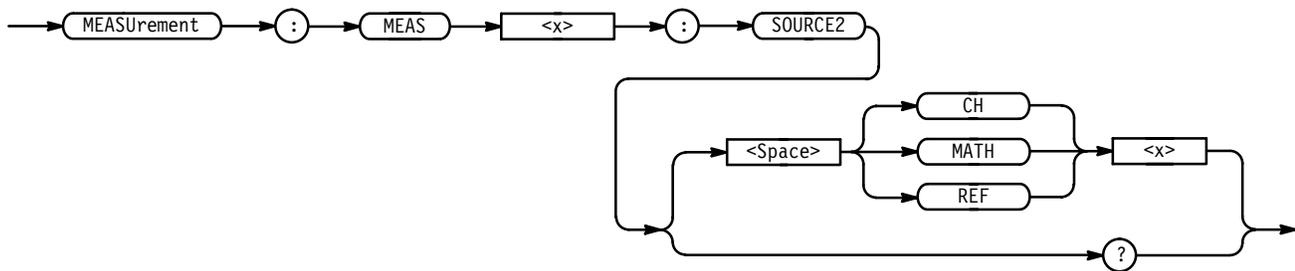 MEASUrement : MEAS <x> : SOURCE2
CH
<Space> MATH <x>
REF
?